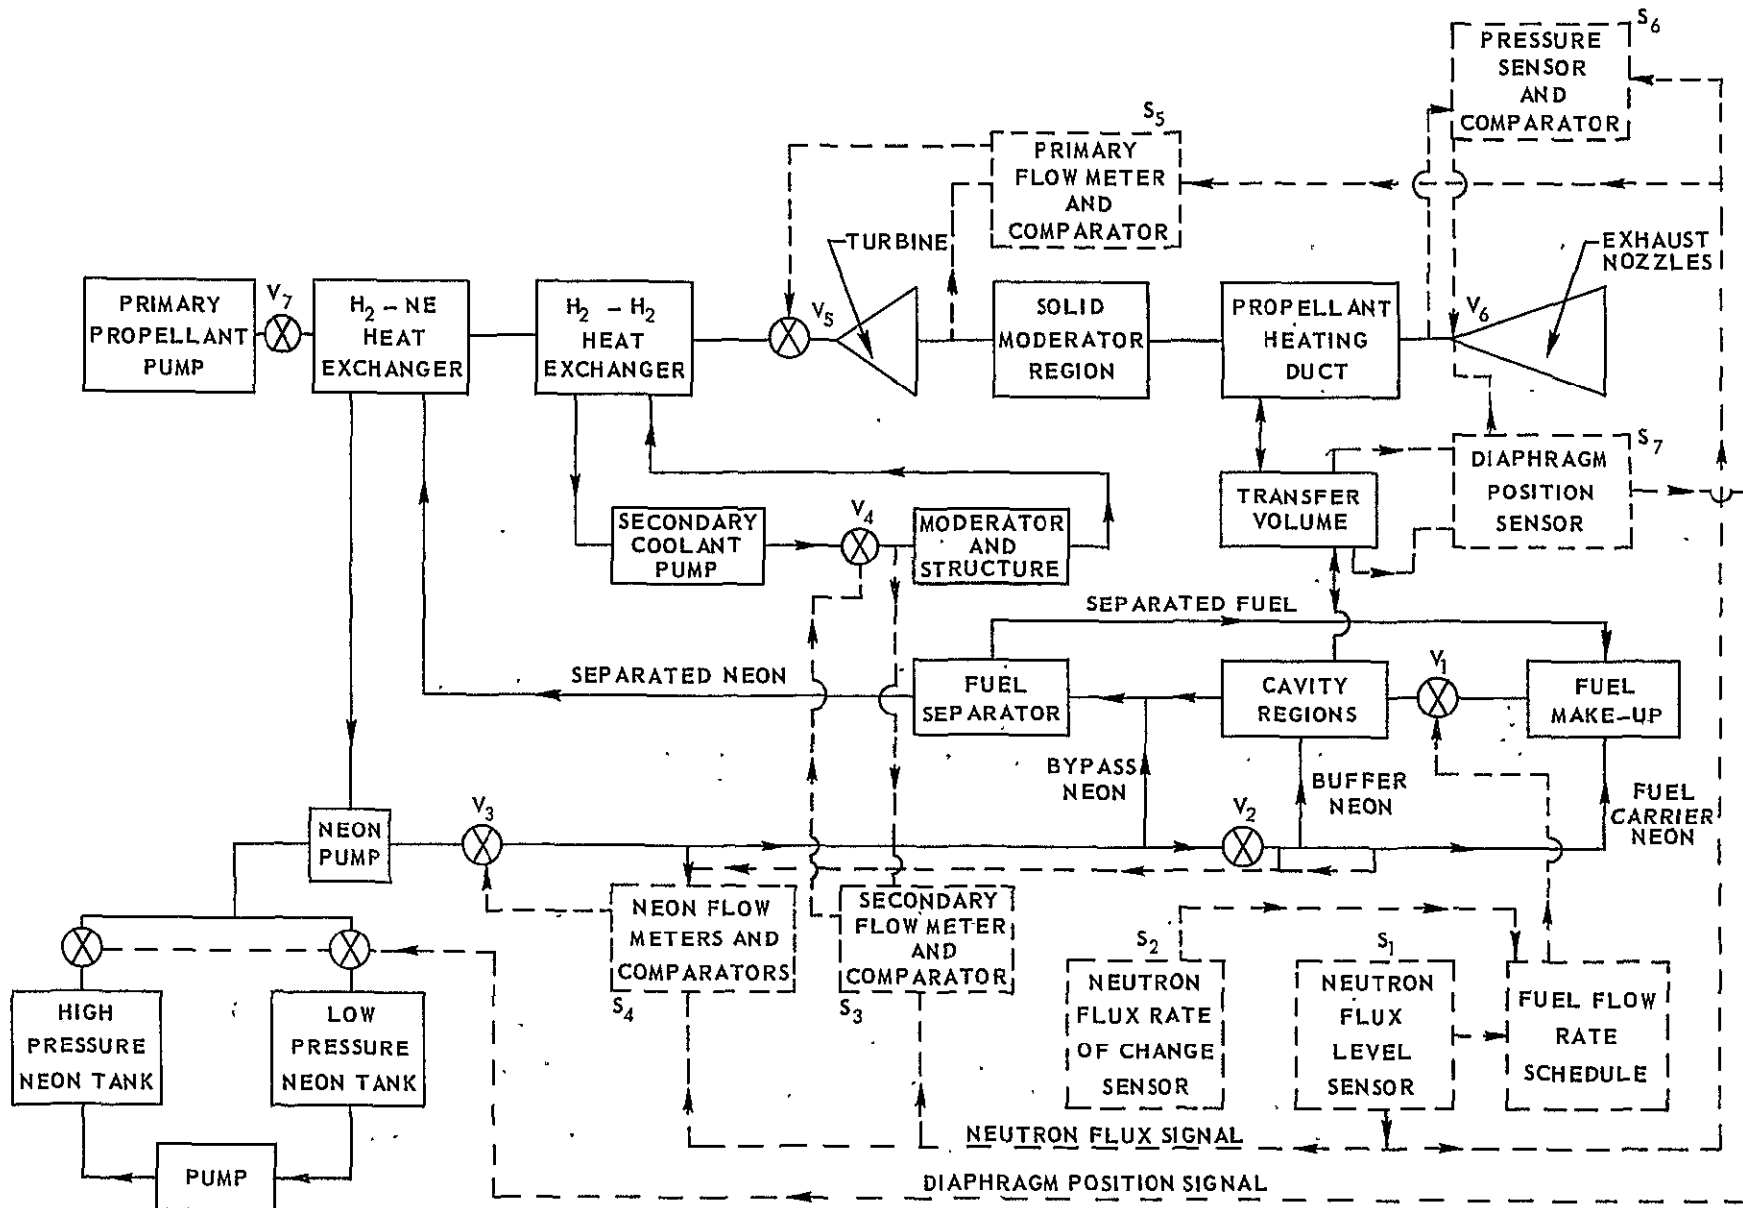 S6
PRESSURE
SENSOR
AND
COMPARATOR
S5
PRIMARY
FLOW METER
AND
COMPARATOR
TURBINE
EXHAUST
NOZZLES
PRIMARY
PROPELLANT
PUMP
V7
H2 – NE
HEAT
EXCHANGER
H2 – H2
HEAT
EXCHANGER
V5
SOLID
MODERATOR
REGION
PROPELLANT
HEATING
DUCT
V6
S7
DIAPHRAGM
POSITION
SENSOR
TRANSFER
VOLUME
SECONDARY
COOLANT
PUMP
V4
MODERATOR
AND
STRUCTURE
SEPARATED FUEL
SEPARATED NEON
FUEL
SEPARATOR
CAVITY
REGIONS
V1
FUEL
MAKE–UP
BYPASS
NEON
BUFFER
NEON
FUEL
CARRIER
NEON
NEON
PUMP
V3
V2
NEON FLOW
METERS AND
COMPARATORS
S4
SECONDARY
FLOW METER
AND
COMPARATOR
S3
S2
NEUTRON
FLUX RATE
OF CHANGE
SENSOR
S1
NEUTRON
FLUX
LEVEL
SENSOR
FUEL FLOW
RATE
SCHEDULE
HIGH
PRESSURE
NEON TANK
LOW
PRESSURE
NEON TANK
PUMP
NEUTRON FLUX SIGNAL
DIAPHRAGM POSITION SIGNAL